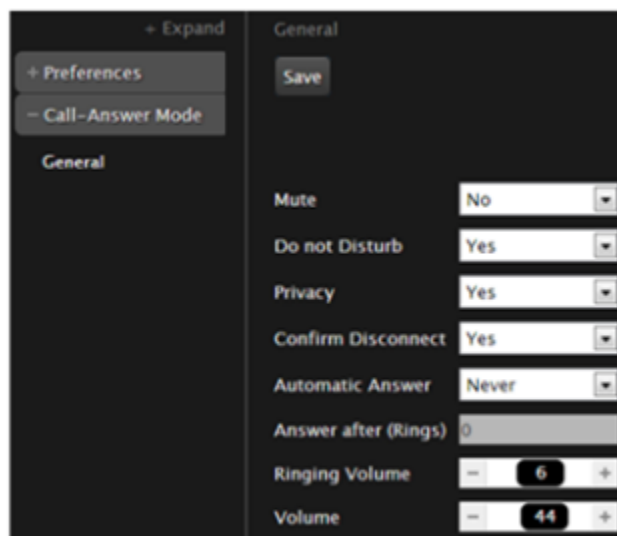 + Expand
+ Preferences
− Call-Answer Mode
General
General
Save
Mute No
Do not Disturb Yes
Privacy Yes
Confirm Disconnect Yes
Automatic Answer Never
Answer after (Rings) 0
Ringing Volume − 6 +
Volume − 44 +